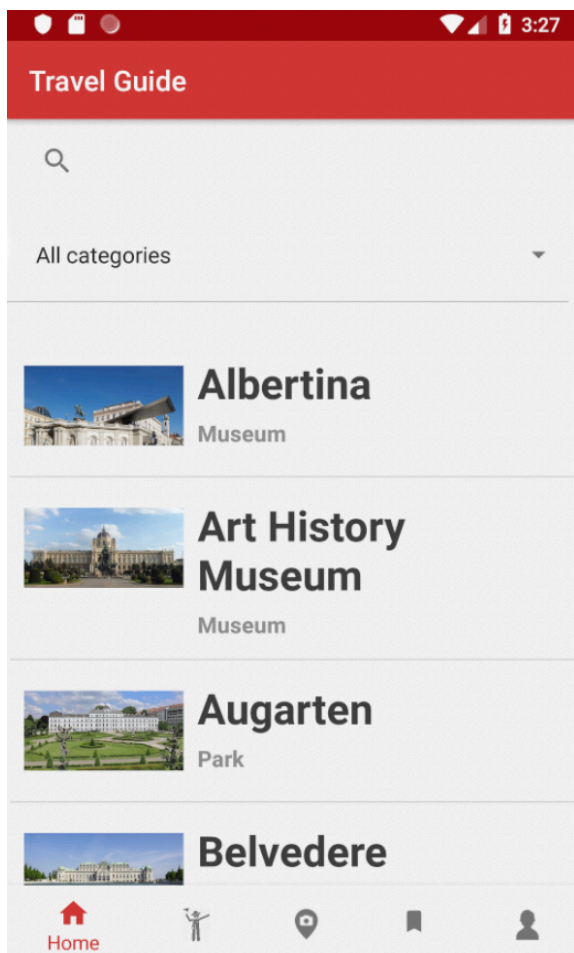 3:27
Travel Guide
All categories
Albertina
Museum
Art History
Museum
Museum
Augarten
Park
Belvedere
Home